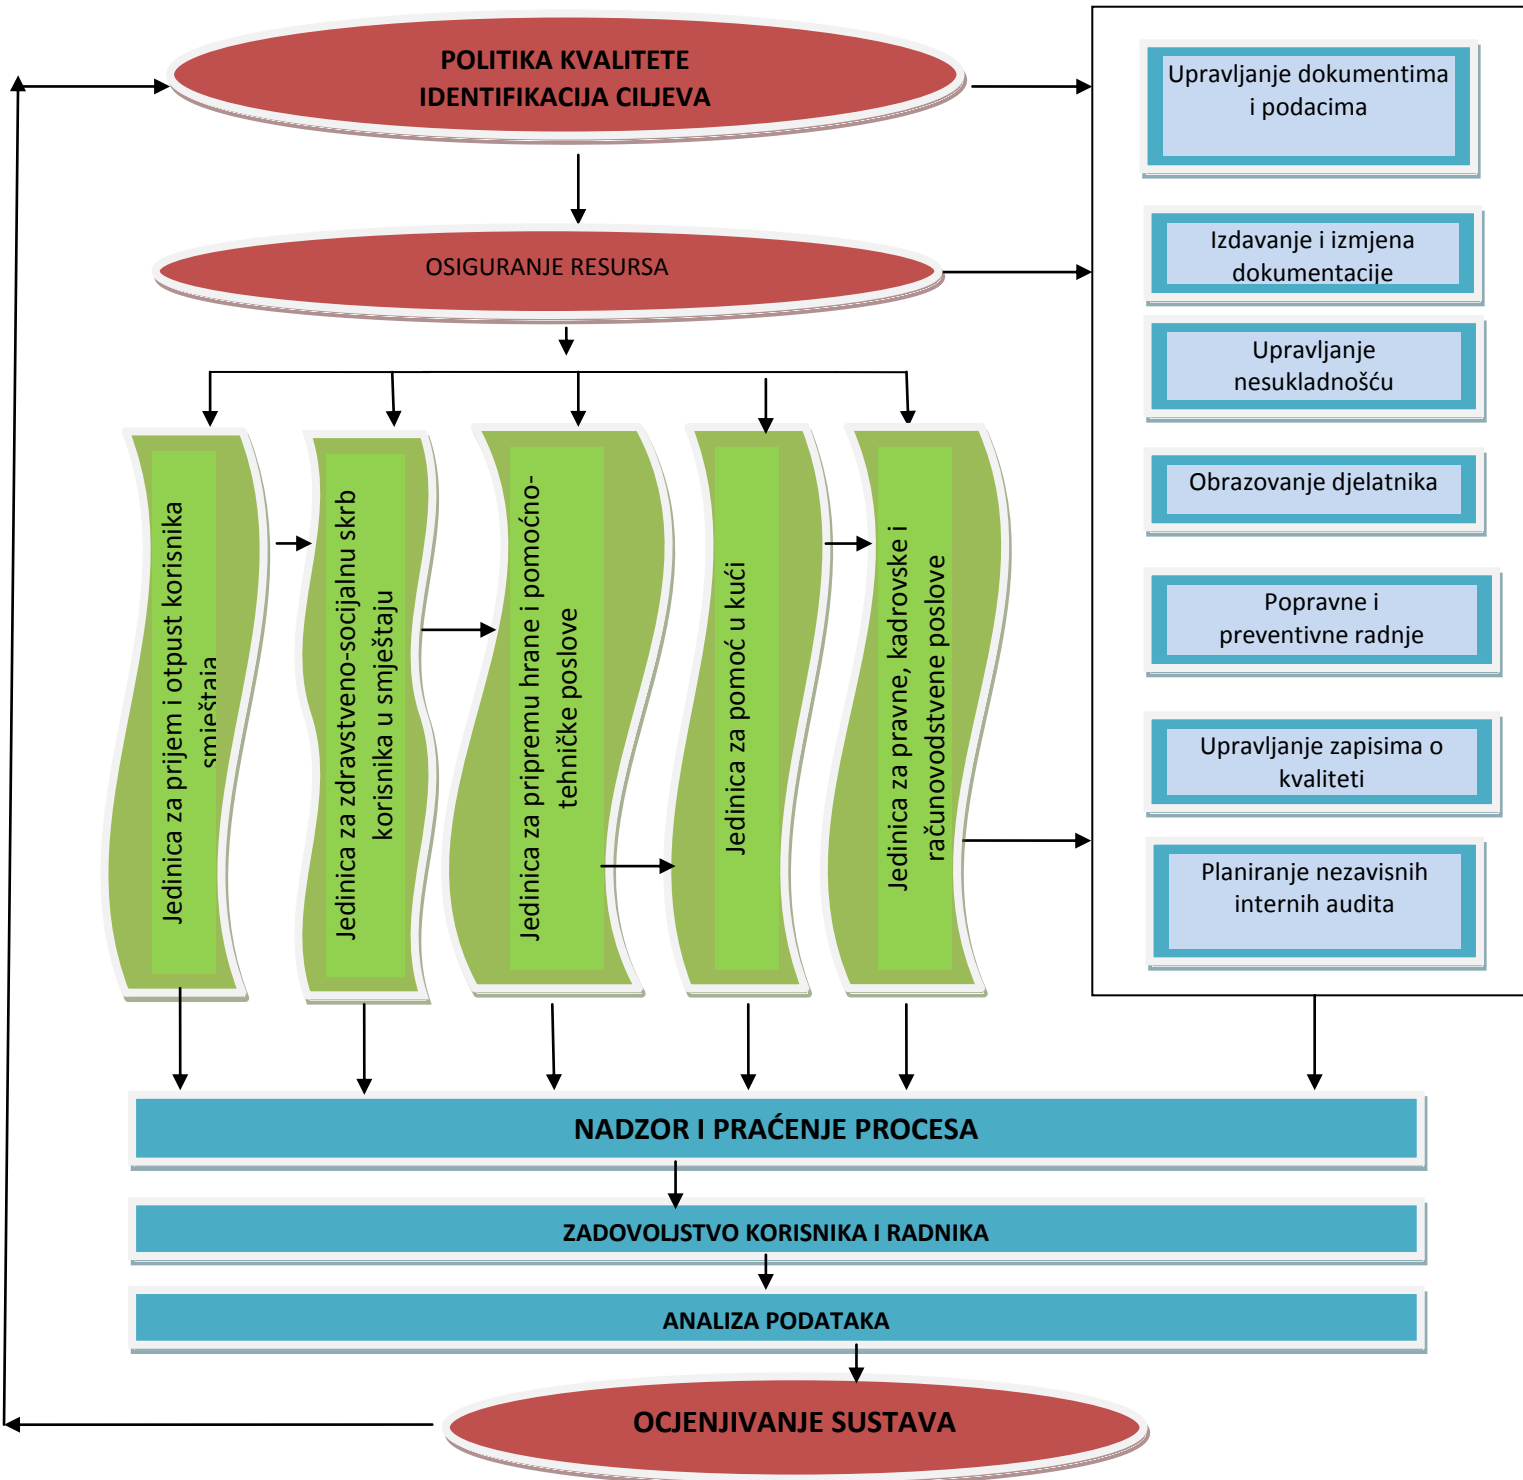 POLITIKA KVALITETE
IDENTIFIKACIJA CILJEVA
OSIGURANJE RESURSA
Jedinica za prijem i otpust korisnika
smještaja
Jedinica za zdravstveno-socijalnu skrb
korisnika u smještaju
Jedinica za pripremu hrane i pomoćno-
tehničke poslove
Jedinica za pomoć u kući
Jedinica za pravne, kadrovske i
računovodstvene poslove
Upravljanje dokumentima
i podacima
Izdavanje i izmjena
dokumentacije
Upravljanje
nesukladnošću
Obrazovanje djelatnika
Popravne i
preventivne radnje
Upravljanje zapisima o
kvaliteti
Planiranje nezavisnih
internih audita
NADZOR I PRAĆENJE PROCESA
ZADOVOLJSTVO KORISNIKA I RADNIKA
ANALIZA PODATAKA
OCJENJIVANJE SUSTAVA